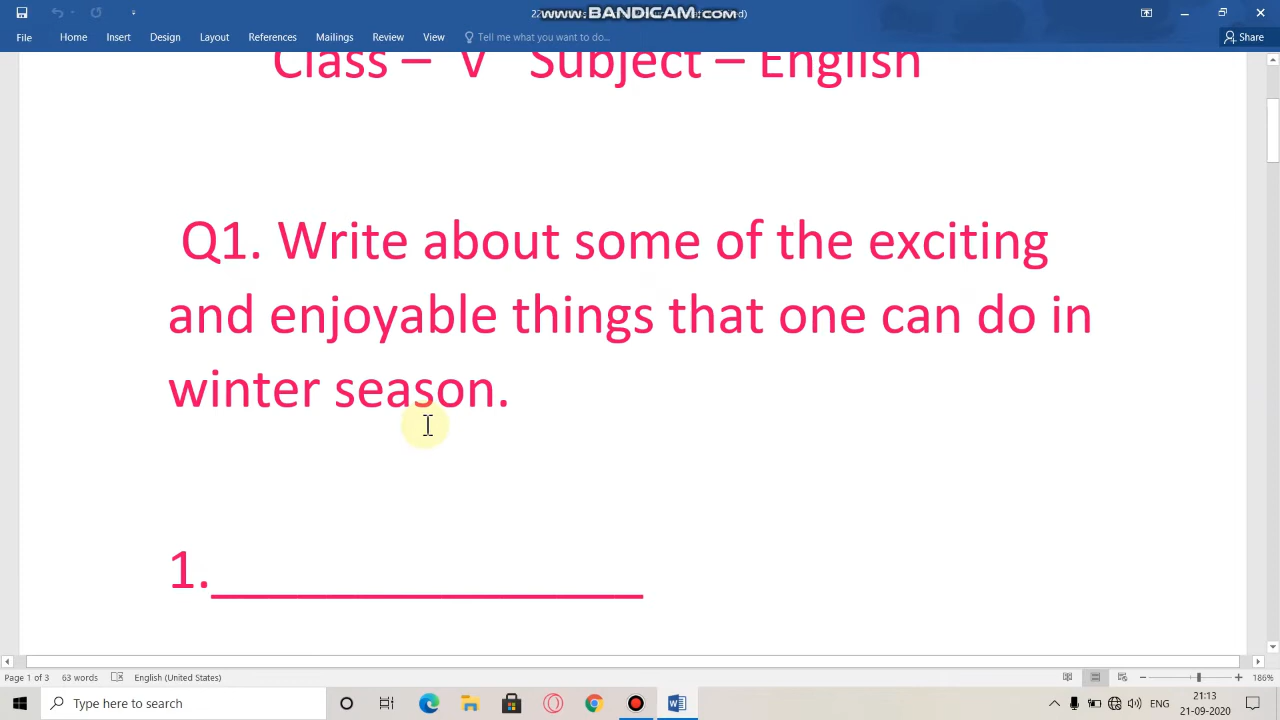 www.BANDICAM.com
File Home Insert Design Layout References Mailings Review View Tell me what you want to do... Share
Class – V Subject – English
Q1. Write about some of the exciting
and enjoyable things that one can do in
winter season.
1.________________
Page 1 of 3 63 words English (United States) 186%
Type here to search
ENG
21:13
21-09-2020